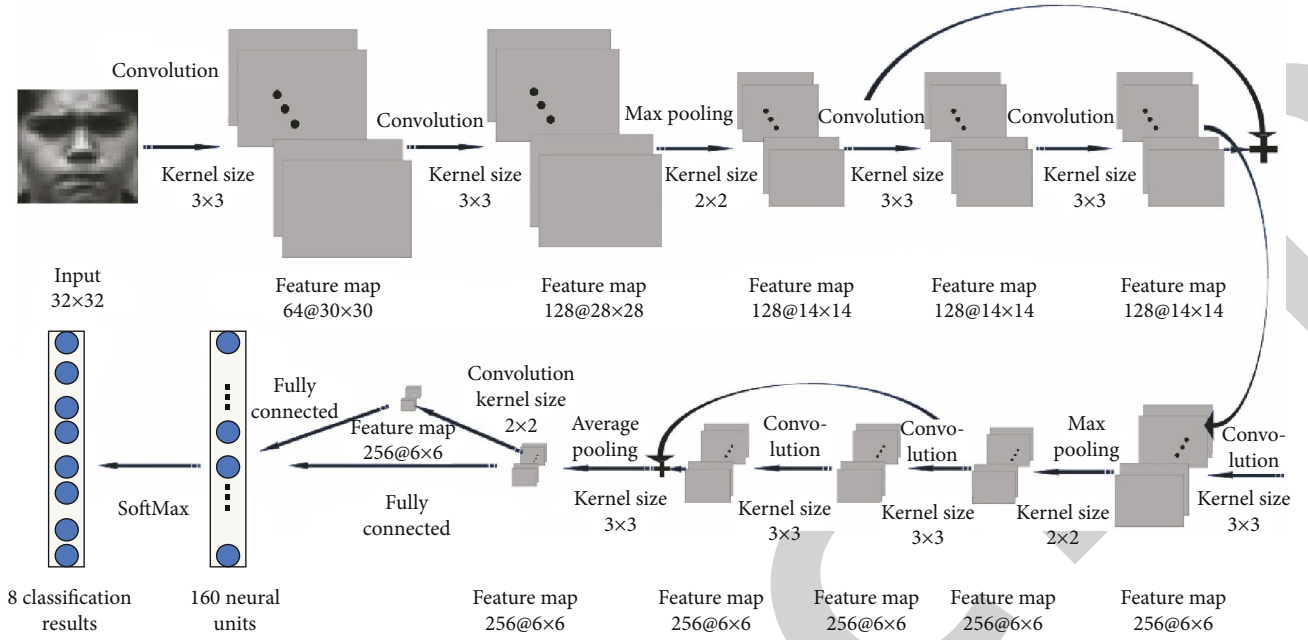 Convolution
Kernel size
3×3
Convolution
Kernel size
3×3
Max pooling
Kernel size
2×2
Convolution
Kernel size
3×3
Convolution
Kernel size
3×3
+
Input
32×32
Feature map
64@30×30
Feature map
128@28×28
Feature map
128@14×14
Feature map
128@14×14
Feature map
128@14×14
Convo-
lution
Kernel size
3×3
Max
pooling
Kernel size
2×2
Convo-
lution
Kernel size
3×3
Convo-
lution
Kernel size
3×3
+
Average
pooling
Kernel size
3×3
Convolution
kernel size
2×2
Feature map
256@6×6
Fully
connected
Fully
connected
SoftMax
8 classification
results
160 neural
units
Feature map
256@6×6
Feature map
256@6×6
Feature map
256@6×6
Feature map
256@6×6
Feature map
256@6×6